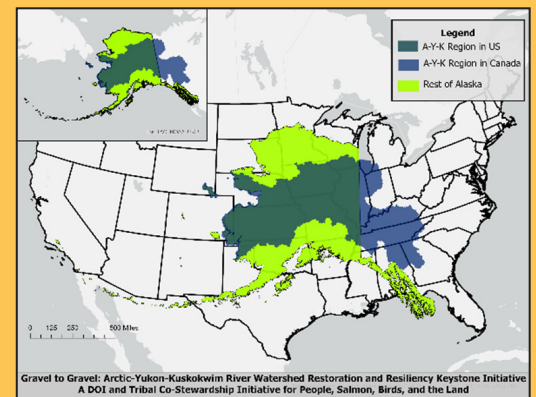 Legend
A-Y-K Region in US
A-Y-K Region in Canada
Rest of Alaska
0 125 250 500 Miles
Gravel to Gravel: Arctic-Yukon-Kuskokwim River Watershed Restoration and Resiliency Keystone Initiative
A DOI and Tribal Co-Stewardship Initiative for People, Salmon, Birds, and the Land